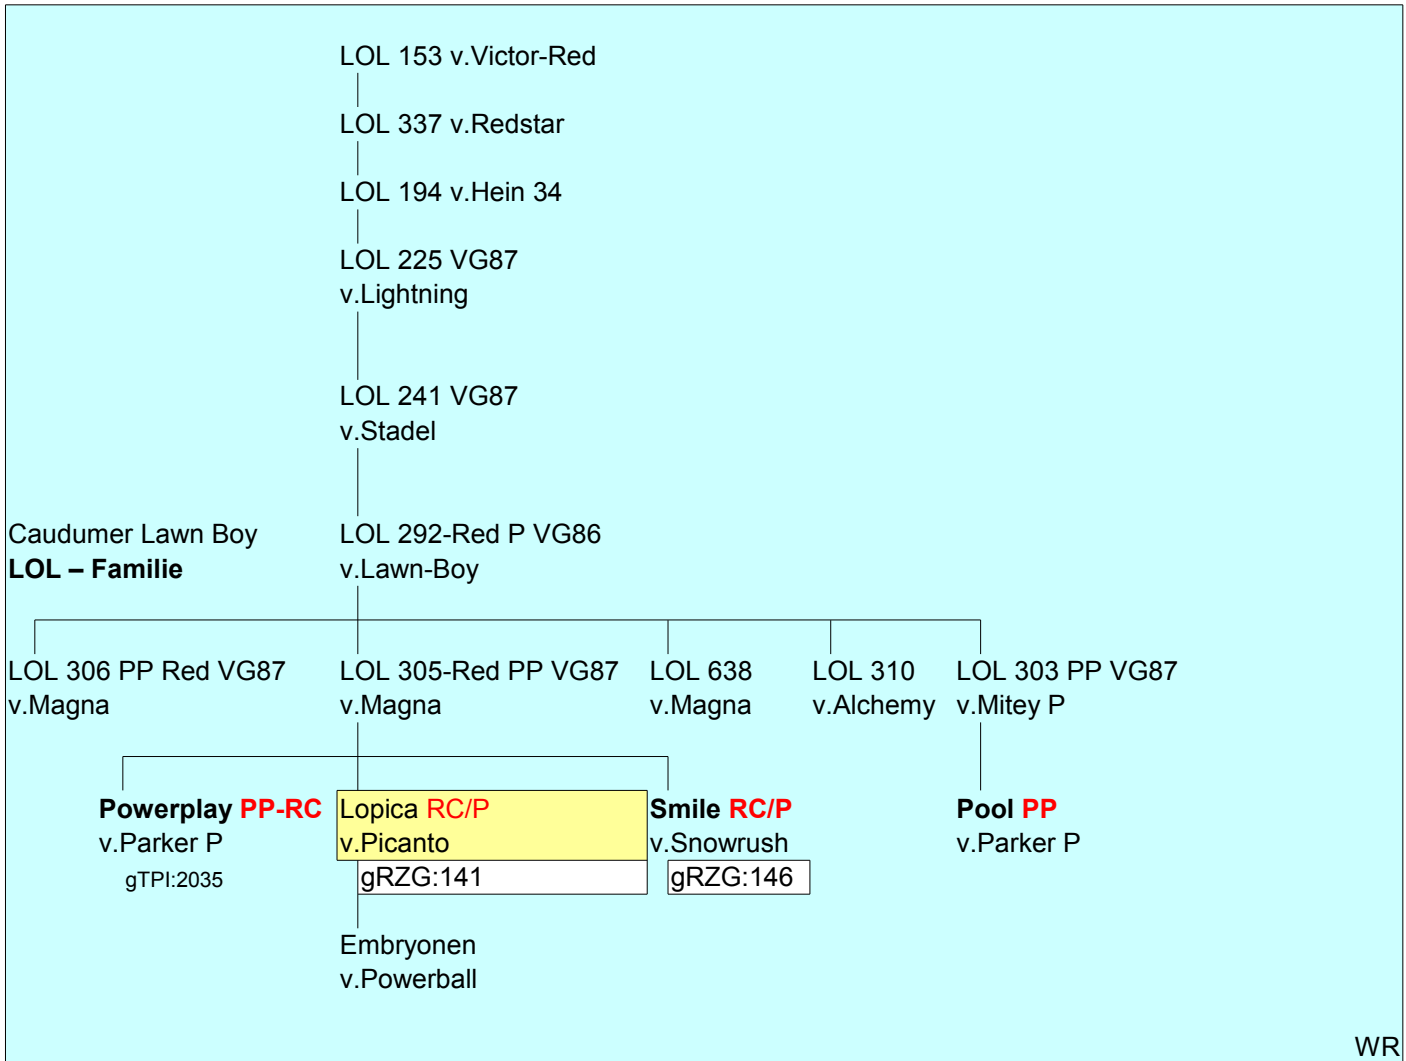 LOL 153 v.Victor-Red
LOL 337 v.Redstar
LOL 194 v.Hein 34
LOL 225 VG87
v.Lightning
LOL 241 VG87
v.Stadel
Caudumer Lawn Boy
LOL – Familie
LOL 292-Red P VG86
v.Lawn-Boy
LOL 306 PP Red VG87
v.Magna
LOL 305-Red PP VG87
v.Magna
LOL 638
v.Magna
LOL 310
v.Alchemy
LOL 303 PP VG87
v.Mitey P
Powerplay PP-RC
v.Parker P
gTPI:2035
Lopica RC/P
v.Picanto
gRZG:141
Smile RC/P
v.Snowrush
gRZG:146
Pool PP
v.Parker P
Embryonen
v.Powerball
WR